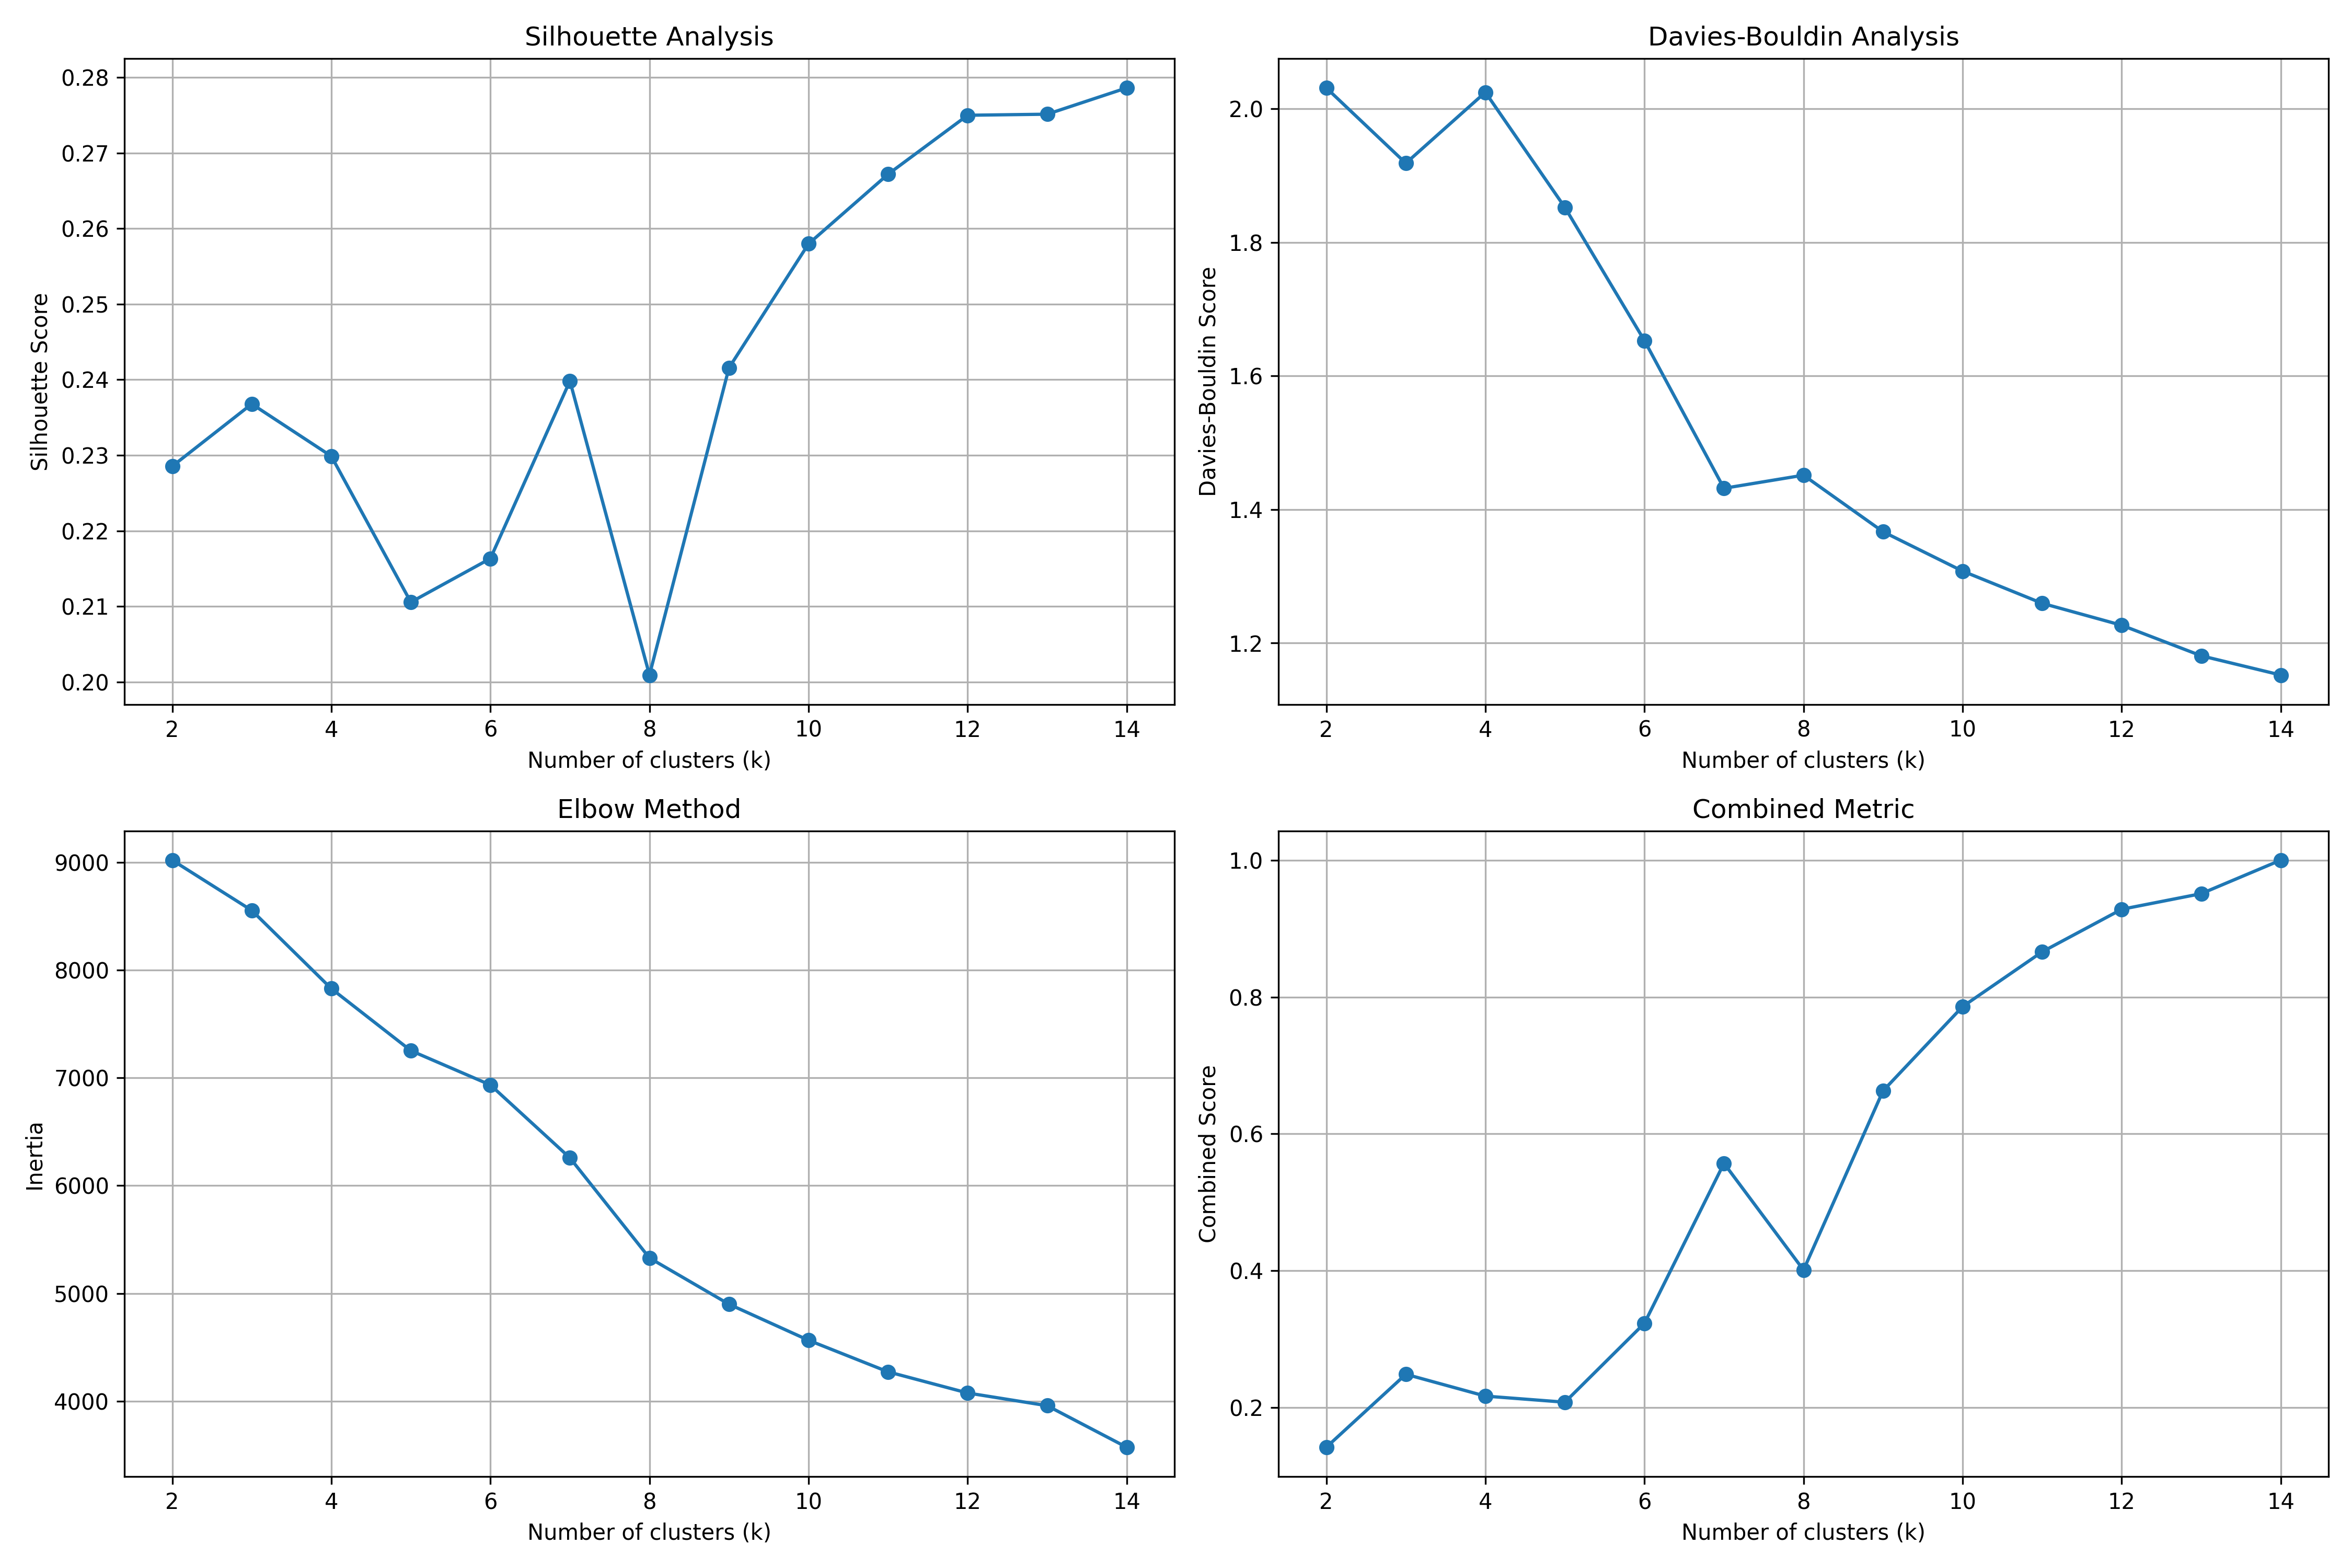 Silhouette Analysis
Silhouette Score
0.28
0.27
0.26
0.25
0.24
0.23
0.22
0.21
0.20
2 4 6 8 10 12 14
Number of clusters (k)
Davies-Bouldin Analysis
Davies-Bouldin Score
2.0
1.8
1.6
1.4
1.2
2 4 6 8 10 12 14
Number of clusters (k)
Elbow Method
Inertia
9000
8000
7000
6000
5000
4000
2 4 6 8 10 12 14
Number of clusters (k)
Combined Metric
Combined Score
1.0
0.8
0.6
0.4
0.2
2 4 6 8 10 12 14
Number of clusters (k)